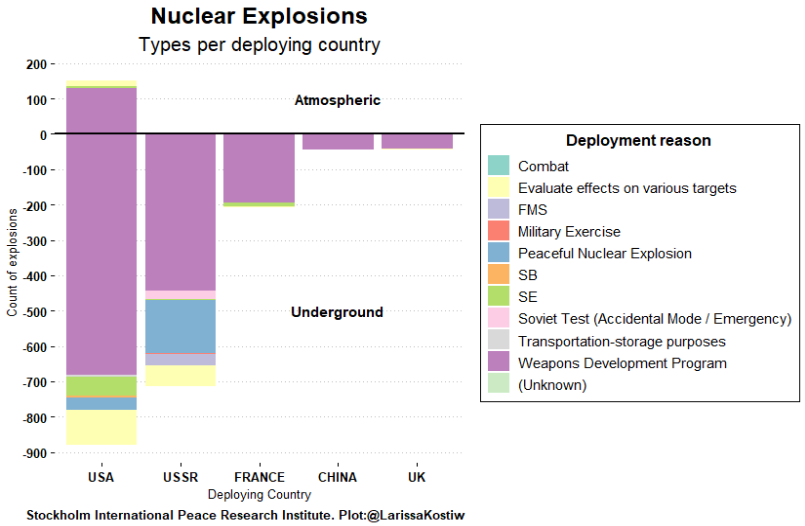 Nuclear Explosions
Types per deploying country
200
100
0
-100
-200
-300
-400
-500
-600
-700
-800
-900
Count of explosions
Atmospheric
Underground
USA USSR FRANCE CHINA UK
Deploying Country
Stockholm International Peace Research Institute. Plot:@LarissaKostiw
Deployment reason
Combat
Evaluate effects on various targets
FMS
Military Exercise
Peaceful Nuclear Explosion
SB
SE
Soviet Test (Accidental Mode / Emergency)
Transportation-storage purposes
Weapons Development Program
(Unknown)